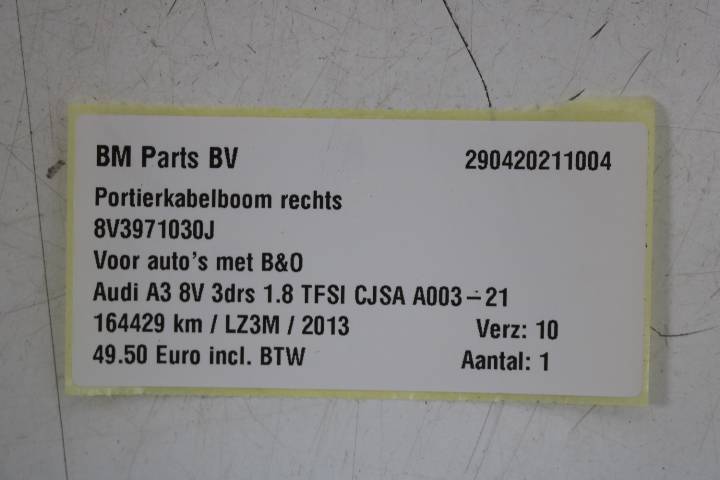 BM Parts BV 290420211004
Portierkabelboom rechts
8V3971030J
Voor auto's met B&O
Audi A3 8V 3drs 1.8 TFSI CJSA A003-21
164429 km / LZ3M / 2013 Verz: 10
49.50 Euro incl. BTW Aantal: 1